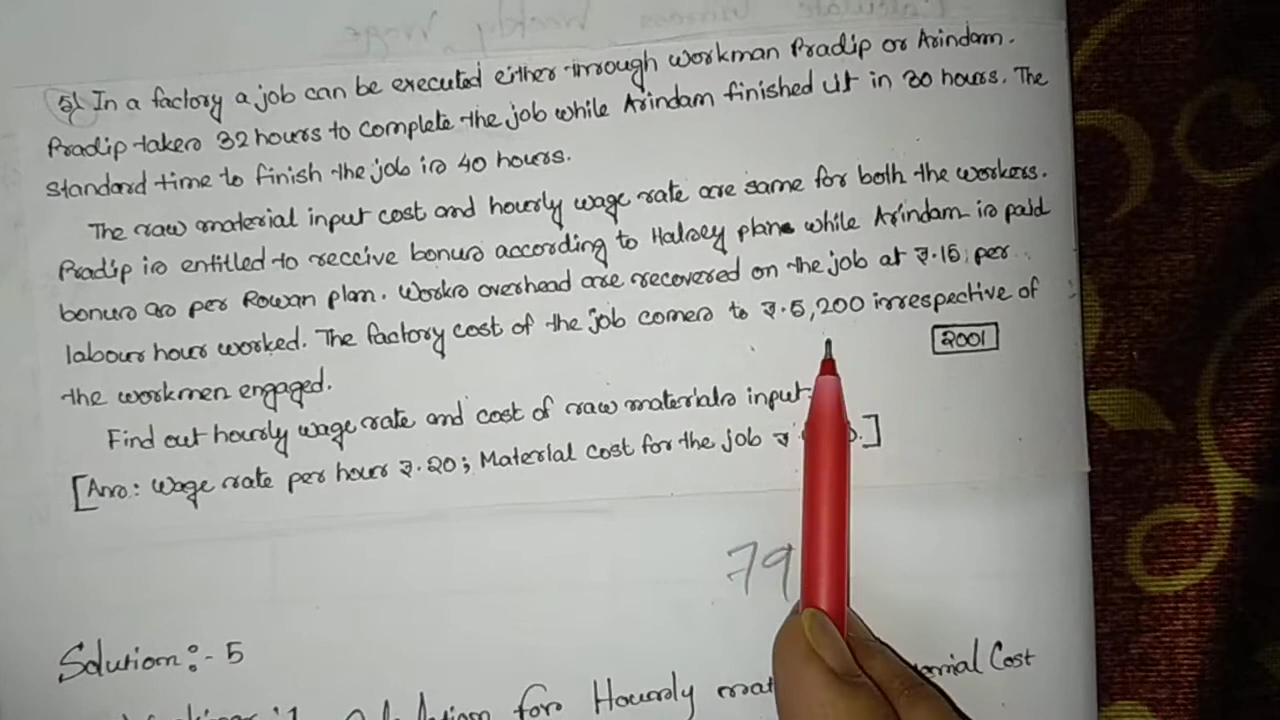 5) In a factory a job can be executed either through workman Pradip or Arindam.
Pradip takes 32 hours to complete the job while Arindam finished it in 30 hours. The
standard time to finish the job is 40 hours.
The raw material input cost and hourly wage rate are same for both the workers.
Pradip is entitled to receive bonus according to Halsey plan while Arindam is paid
bonus as per Rowan plan. Works overhead are recovered on the job at ₹.15 per
labour hour worked. The factory cost of the job comes to ₹.5,200 irrespective of
the workmen engaged.
2001
Find out hourly wage rate and cost of raw materials input.
[Ans: Wage rate per hour ₹.20; Material cost for the job ₹. ]
79
Solution:- 5
for Hourly Cost